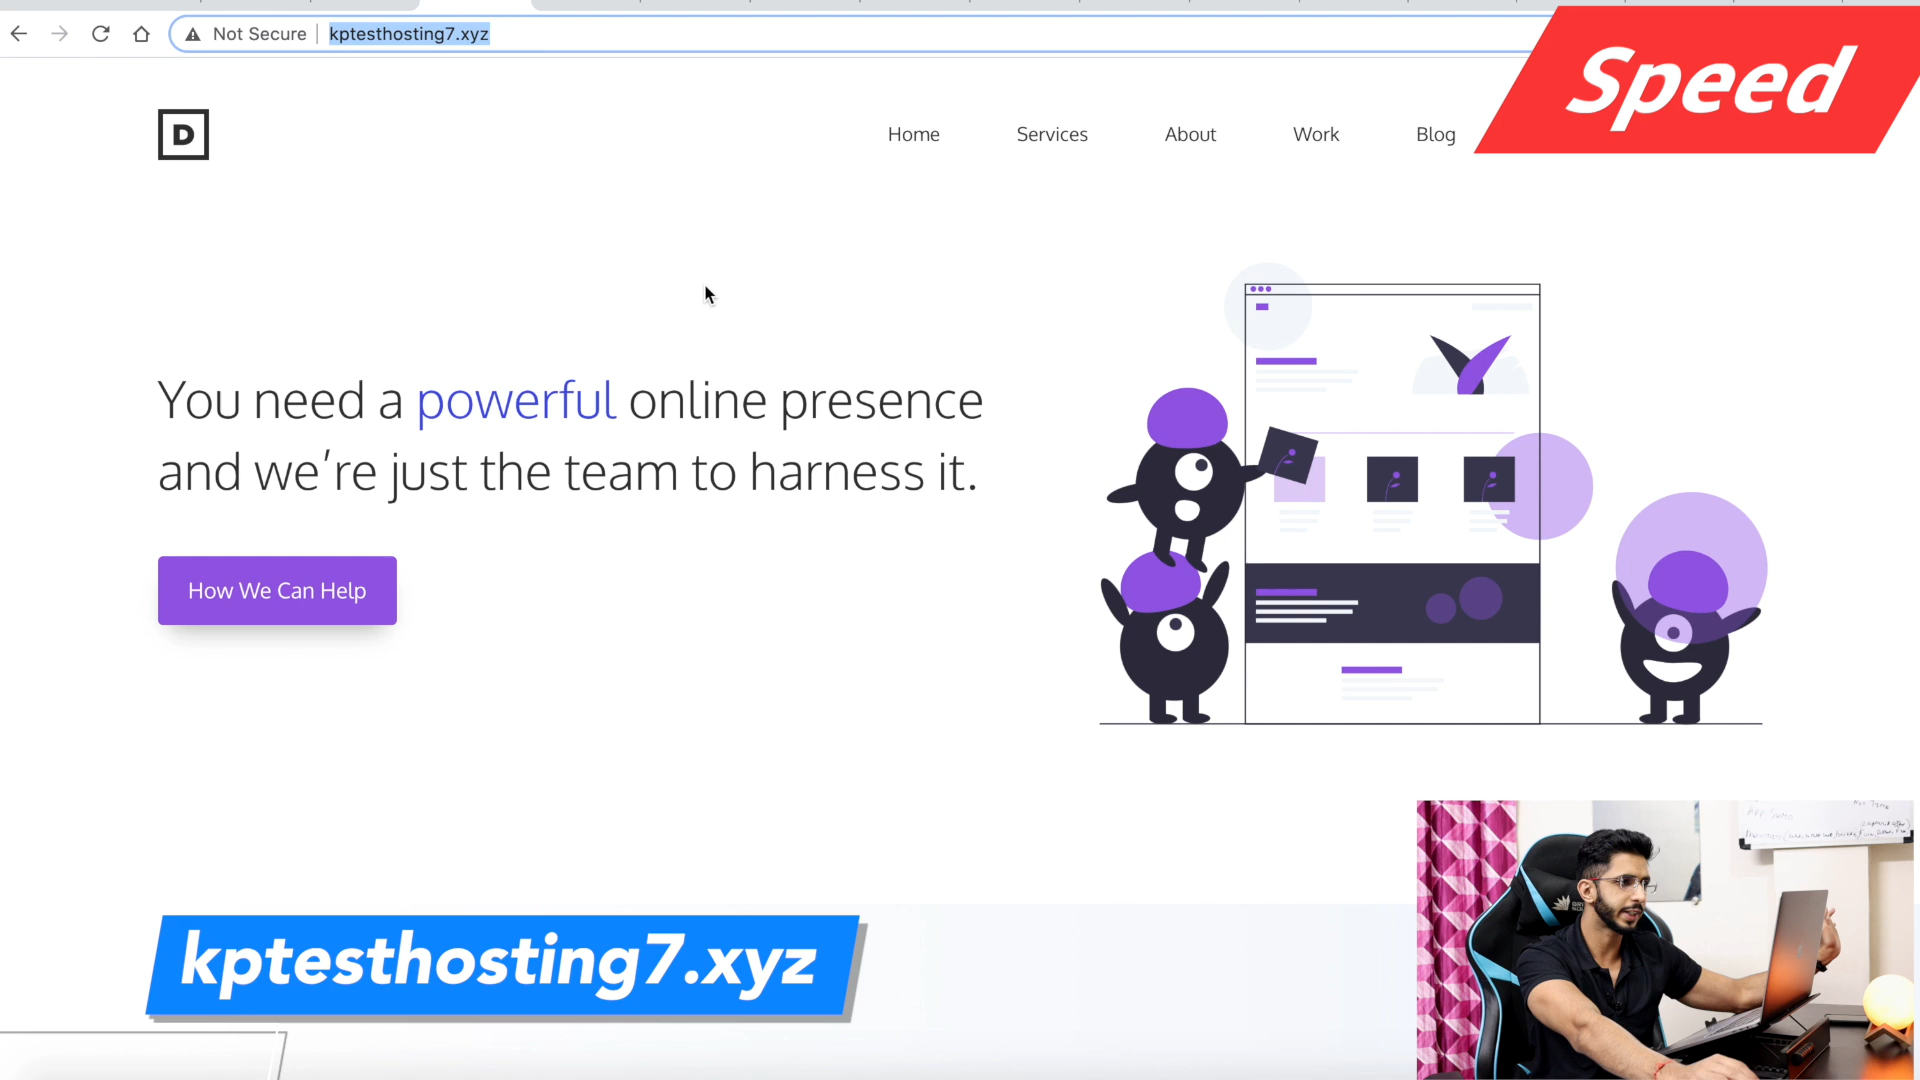 Not Secure
kptesthosting7.xyz
Speed
D
Home
Services
About
Work
Blog
You need a powerful online presence
and we're just the team to harness it.
How We Can Help
kptesthosting7.xyz